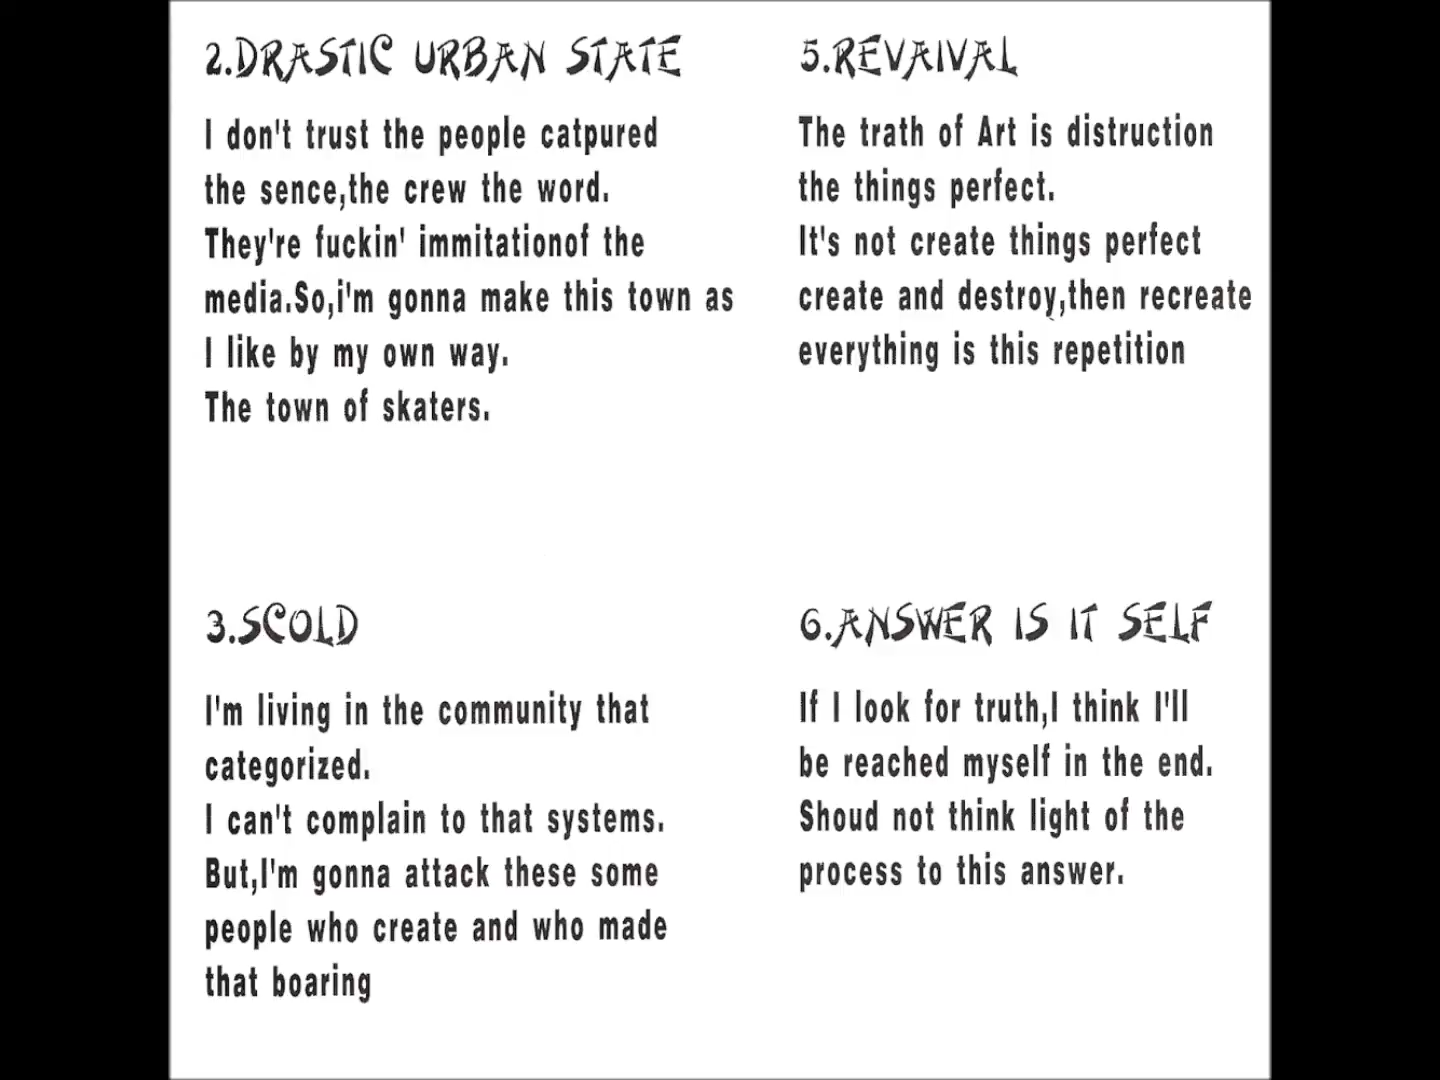 2.DRASTIC URBAN STATE
I don't trust the people catpured
the sence,the crew the word.
They're fuckin' immitationof the
media.So,i'm gonna make this town as
I like by my own way.
The town of skaters.
3.SCOLD
I'm living in the community that
categorized.
I can't complain to that systems.
But,I'm gonna attack these some
people who create and who made
that boaring
5.REVAIVAL
The trath of Art is distruction
the things perfect.
It's not create things perfect
create and destroy,then recreate
everything is this repetition
6.ANSWER IS IT SELF
If I look for truth,I think I'll
be reached myself in the end.
Shoud not think light of the
process to this answer.